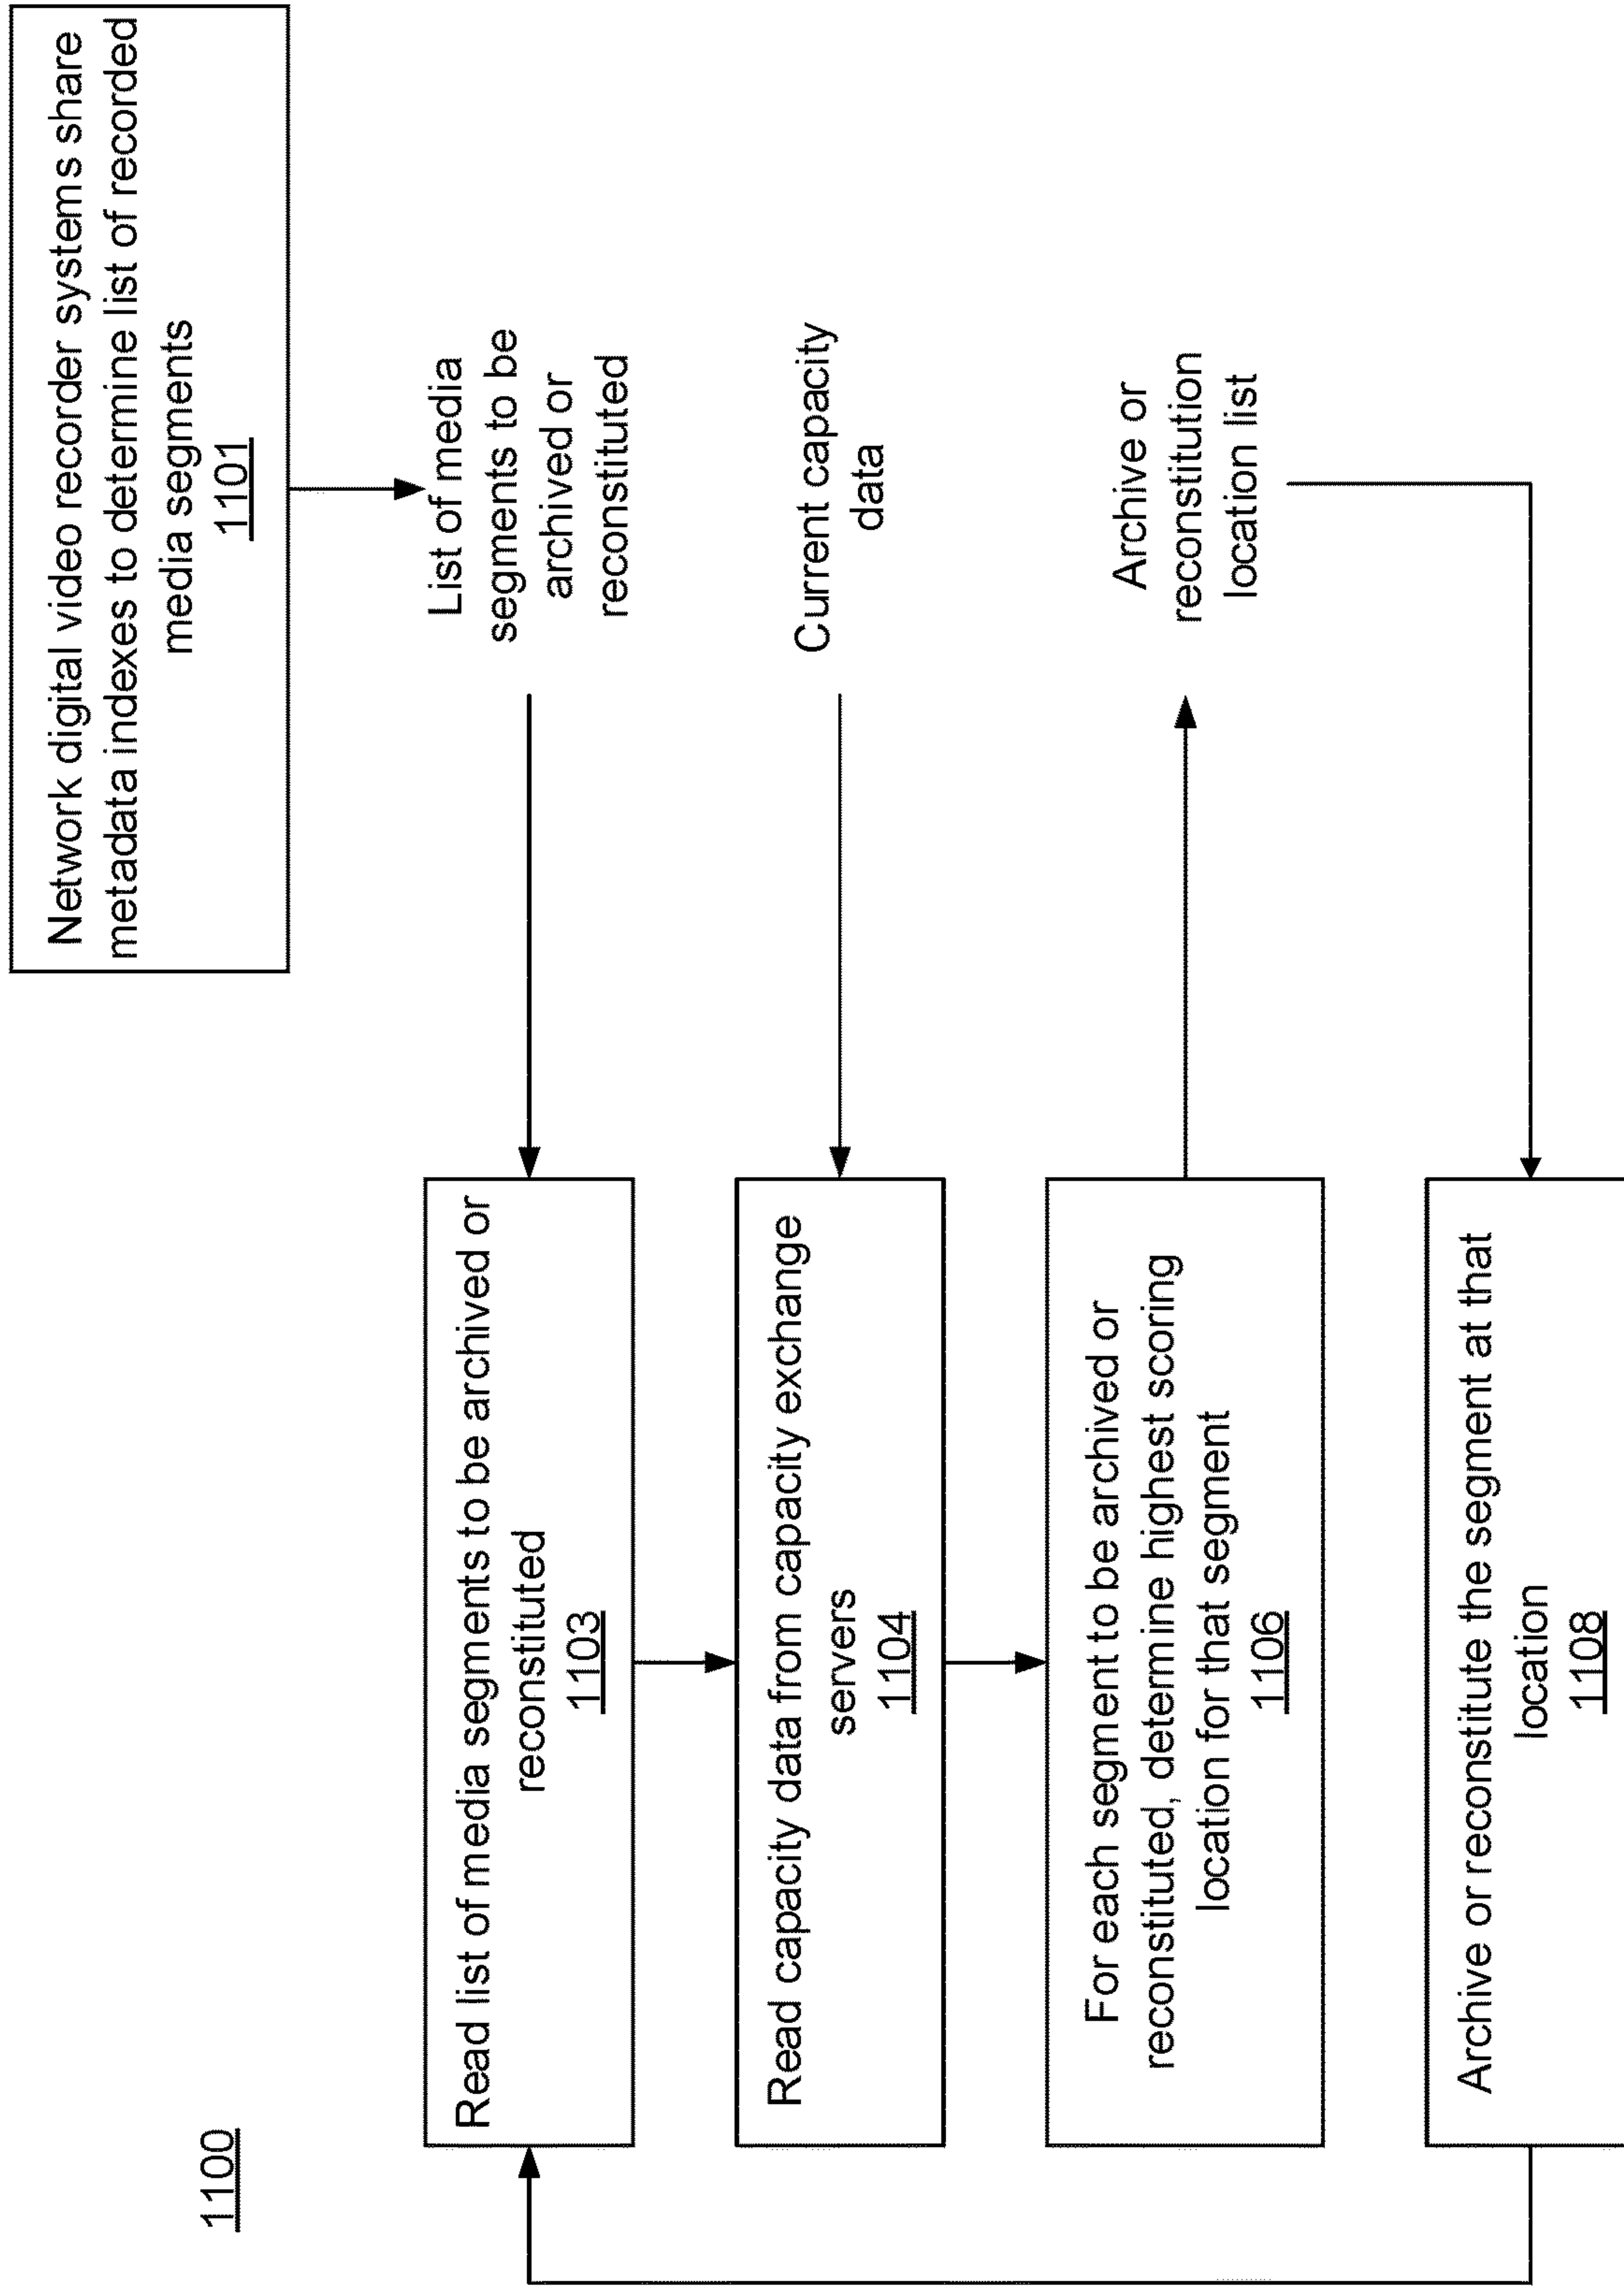 1100
Network digital video recorder systems share
metadata indexes to determine list of recorded
media segments
1101
List of media
segments to be
archived or
reconstituted
Read list of media segments to be archived or
reconstituted
1103
Current capacity
data
Read capacity data from capacity exchange
servers
1104
For each segment to be archived or
reconstituted, determine highest scoring
location for that segment
1106
Archive or
reconstitution
location list
Archive or reconstitute the segment at that
location
1108